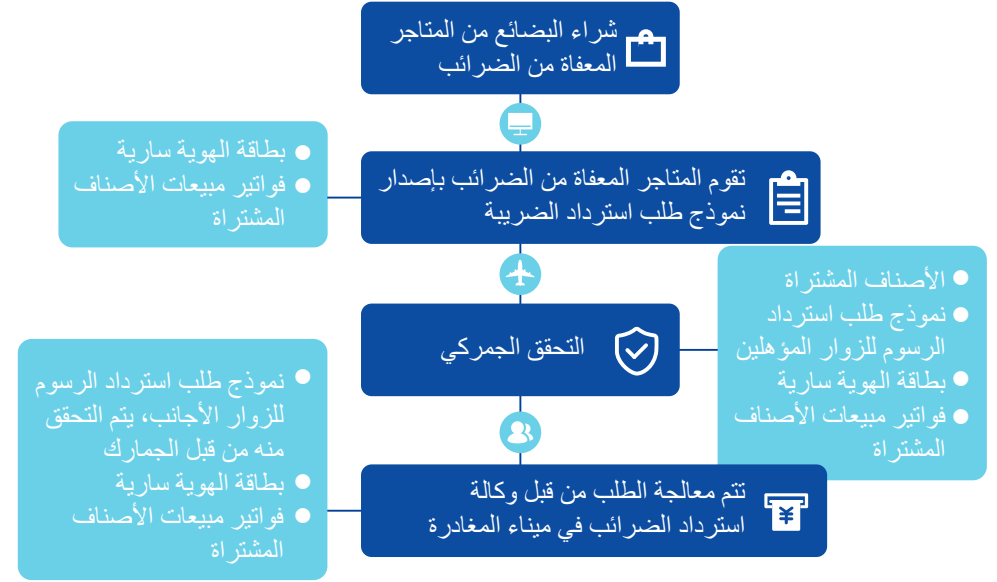 شراء البضائع من المتاجر
المعفاة من الضرائب
تقوم المتاجر المعفاة من الضرائب بإصدار
نموذج طلب استرداد الضريبة
بطاقة الهوية سارية
فواتير مبيعات الأصناف
المشتراة
التحقق الجمركي
الأصناف المشتراة
نموذج طلب استرداد
الرسوم للزوار المؤهلين
بطاقة الهوية سارية
فواتير مبيعات الأصناف
المشتراة
تتم معالجة الطلب من قبل وكالة
استرداد الضرائب في ميناء المغادرة
¥
نموذج طلب استرداد الرسوم
للزوار الأجانب، يتم التحقق
منه من قبل الجمارك
بطاقة الهوية سارية
فواتير مبيعات الأصناف
المشتراة